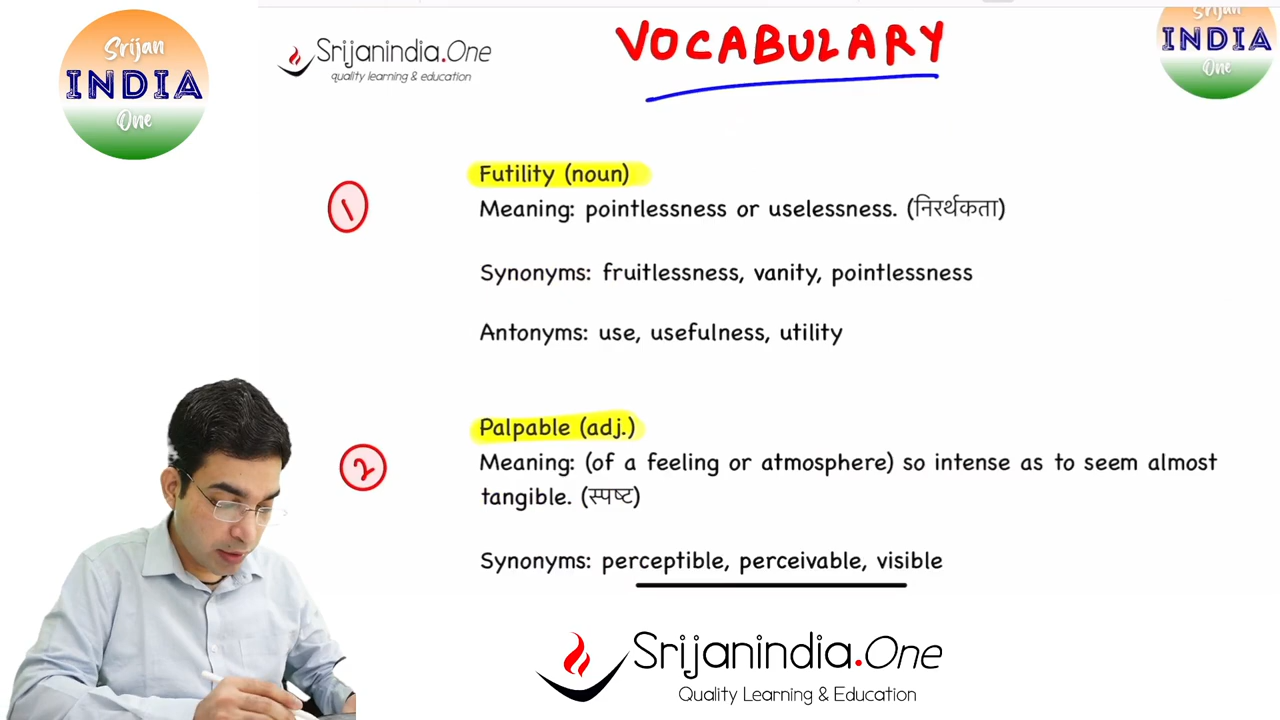 Srijan
INDIA
One
Srijanindia.One
quality learning & education
VOCABULARY
Srijan
INDIA
One
1
Futility (noun)
Meaning: pointlessness or uselessness. (निरर्थकता)
Synonyms: fruitlessness, vanity, pointlessness
Antonyms: use, usefulness, utility
2
Palpable (adj.)
Meaning: (of a feeling or atmosphere) so intense as to seem almost
tangible. (स्पष्ट)
Synonyms: perceptible, perceivable, visible
Srijanindia.One
Quality Learning & Education